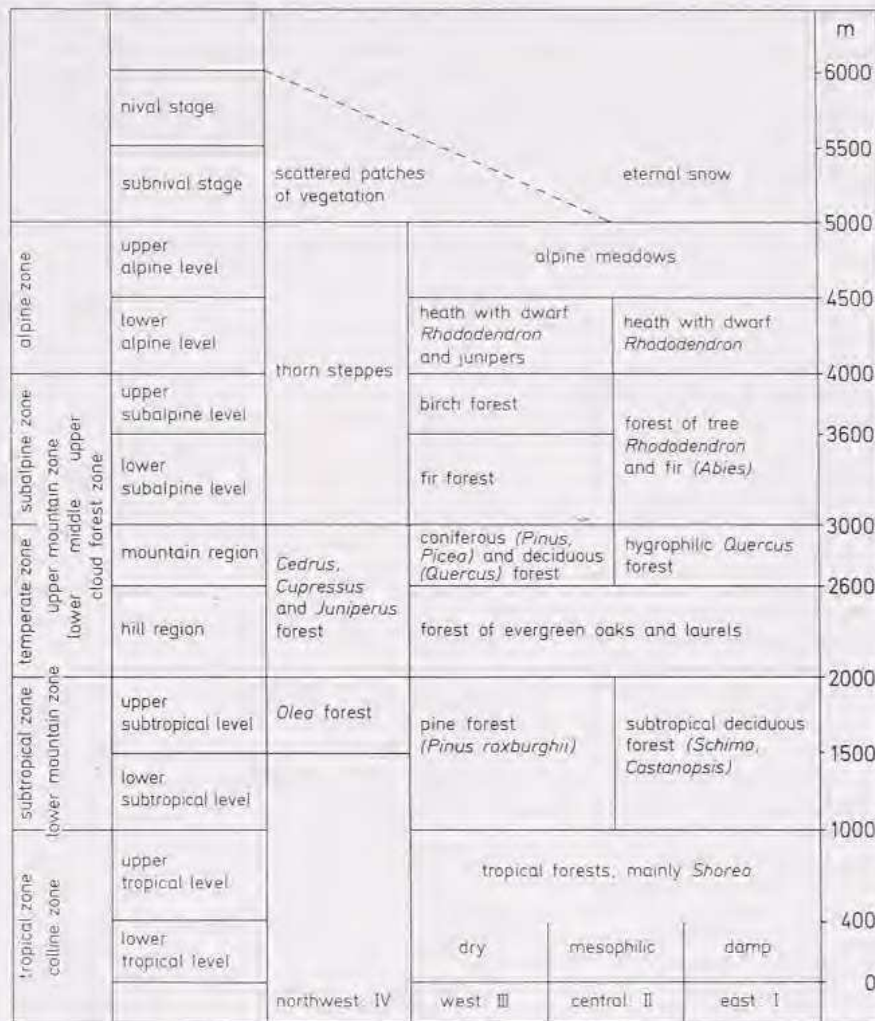 m
6000
nival stage
5500
subnival stage
scattered patches
of vegetation
eternal snow
5000
alpine zone
upper
alpine level
alpine meadows
4500
lower
alpine level
thorn steppes
heath with dwarf
Rhododendron
and junipers
heath with dwarf
Rhododendron
4000
subalpine zone
upper mountain zone
lower middle upper
cloud forest zone
upper
subalpine level
birch forest
forest of tree
Rhododendron
and fir (Abies)
3600
lower
subalpine level
fir forest
3000
temperate zone
mountain region
Cedrus,
Cupressus
and Juniperus
forest
coniferous (Pinus,
Picea) and deciduous
(Quercus) forest
hygrophilic Quercus
forest
2600
hill region
forest of evergreen oaks and laurels
2000
subtropical zone
lower mountain zone
upper
subtropical level
Olea forest
pine forest
(Pinus roxburghii)
subtropical deciduous
forest (Schima,
Castanopsis)
1500
lower
subtropical level
1000
tropical zone
colline zone
upper
tropical level
tropical forests, mainly Shorea
400
lower
tropical level
dry
mesophilic
damp
0
northwest IV
west III
central II
east I